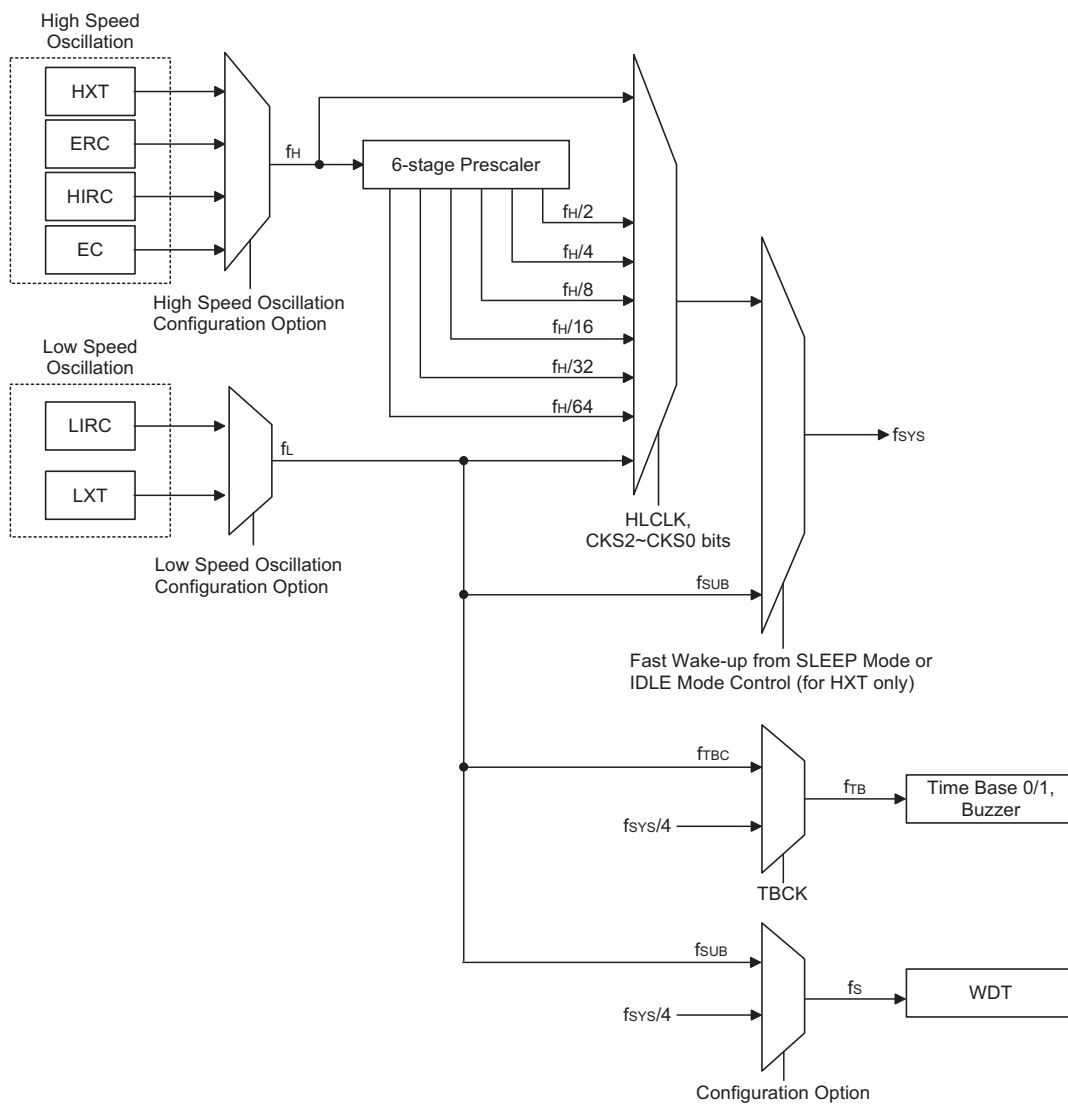 High Speed
Oscillation
HXT
ERC
HIRC
EC
fH
6-stage Prescaler
fH/2
fH/4
fH/8
fH/16
fH/32
fH/64
High Speed Oscillation
Configuration Option
Low Speed
Oscillation
LIRC
LXT
fL
Low Speed Oscillation
Configuration Option
HLCLK,
CKS2~CKS0 bits
fSYS
fSUB
Fast Wake-up from SLEEP Mode or
IDLE Mode Control (for HXT only)
fTBC
fSYS/4
fTB
Time Base 0/1,
Buzzer
TBCK
fSUB
fSYS/4
fS
WDT
Configuration Option